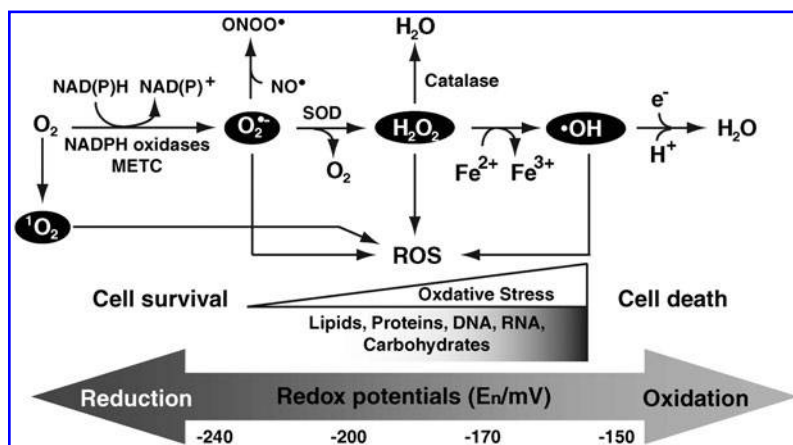 ONOO•
H₂O
NAD(P)H NAD(P)⁺
NO•
Catalase
O₂
NADPH oxidases
METC
O₂•⁻
SOD
O₂
H₂O₂
Fe²⁺ Fe³⁺
•OH
e⁻
H⁺
H₂O
¹O₂
ROS
Cell survival
Oxdative Stress
Cell death
Lipids, Proteins, DNA, RNA,
Carbohydrates
Reduction Redox potentials (En/mV) Oxidation
-240 -200 -170 -150